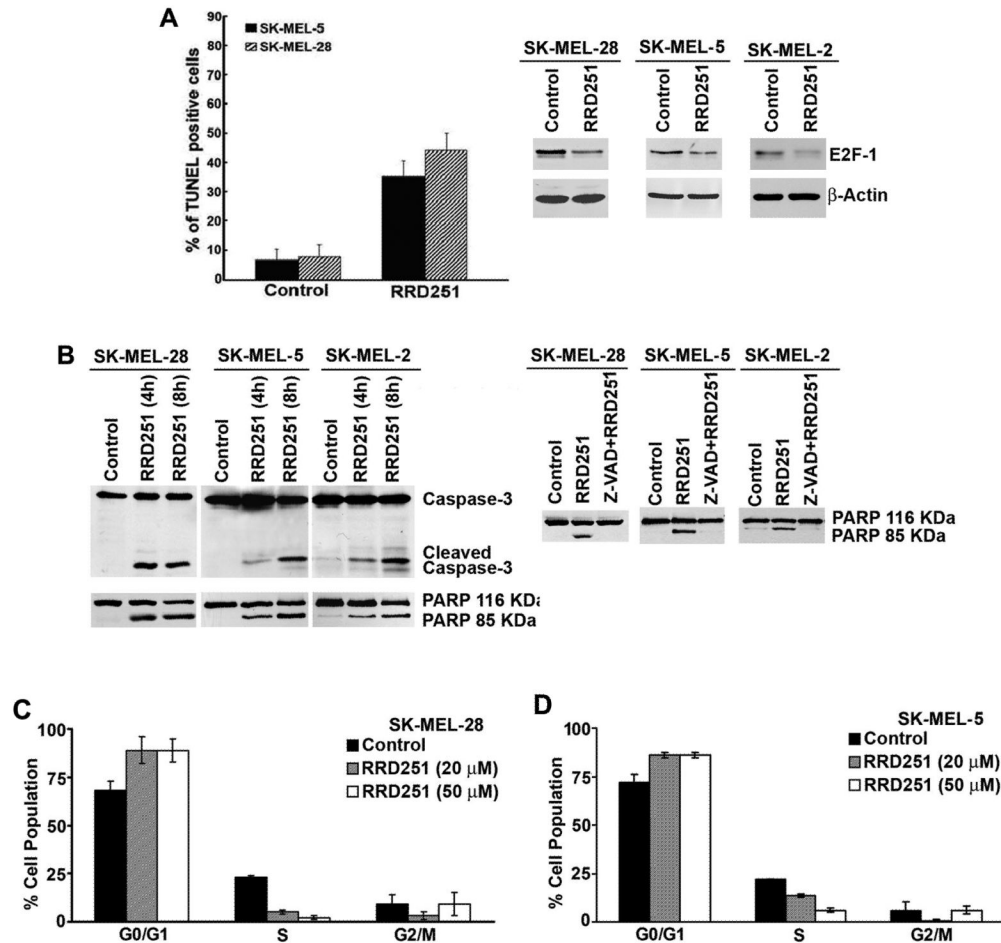 A
SK-MEL-5
SK-MEL-28
% of TUNEL positive cells
90
80
70
60
50
40
30
20
10
0
Control
RRD251
SK-MEL-28 SK-MEL-5 SK-MEL-2
Control
RRD251
Control
RRD251
Control
RRD251
E2F-1
β-Actin
B
SK-MEL-28 SK-MEL-5 SK-MEL-2
Control
RRD251 (4h)
RRD251 (8h)
Control
RRD251 (4h)
RRD251 (8h)
Control
RRD251 (4h)
RRD251 (8h)
Caspase-3
Cleaved
Caspase-3
PARP 116 KDa
PARP 85 KDa
SK-MEL-28 SK-MEL-5 SK-MEL-2
Control
RRD251
Z-VAD+RRD251
Control
RRD251
Z-VAD+RRD251
Control
RRD251
Z-VAD+RRD251
PARP 116 KDa
PARP 85 KDa
C
SK-MEL-28
Control
RRD251 (20 μM)
RRD251 (50 μM)
% Cell Population
100
75
50
25
0
G0/G1 S G2/M
D
SK-MEL-5
Control
RRD251 (20 μM)
RRD251 (50 μM)
% Cell Population
100
75
50
25
0
G0/G1 S G2/M